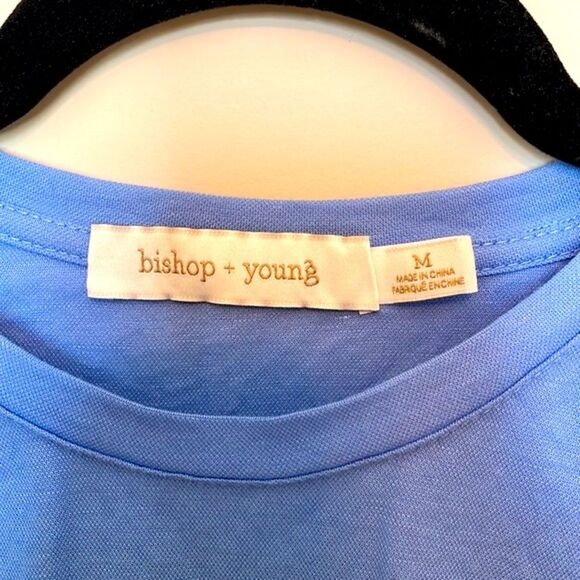 bishop + young
M
MADE IN CHINA
FABRIQUÉ EN CHINE